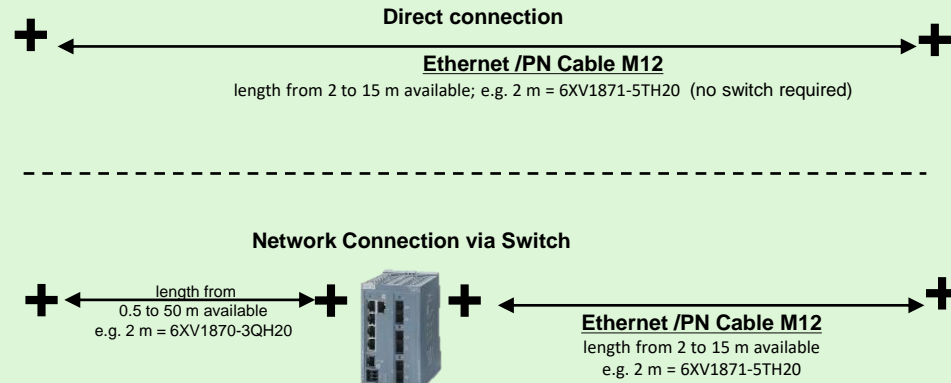 Direct connection
Ethernet /PN Cable M12
length from 2 to 15 m available; e.g. 2 m = 6XV1871-5TH20 (no switch required)
Network Connection via Switch
length from
0.5 to 50 m available
e.g. 2 m = 6XV1870-3QH20
Ethernet /PN Cable M12
length from 2 to 15 m available
e.g. 2 m = 6XV1871-5TH20